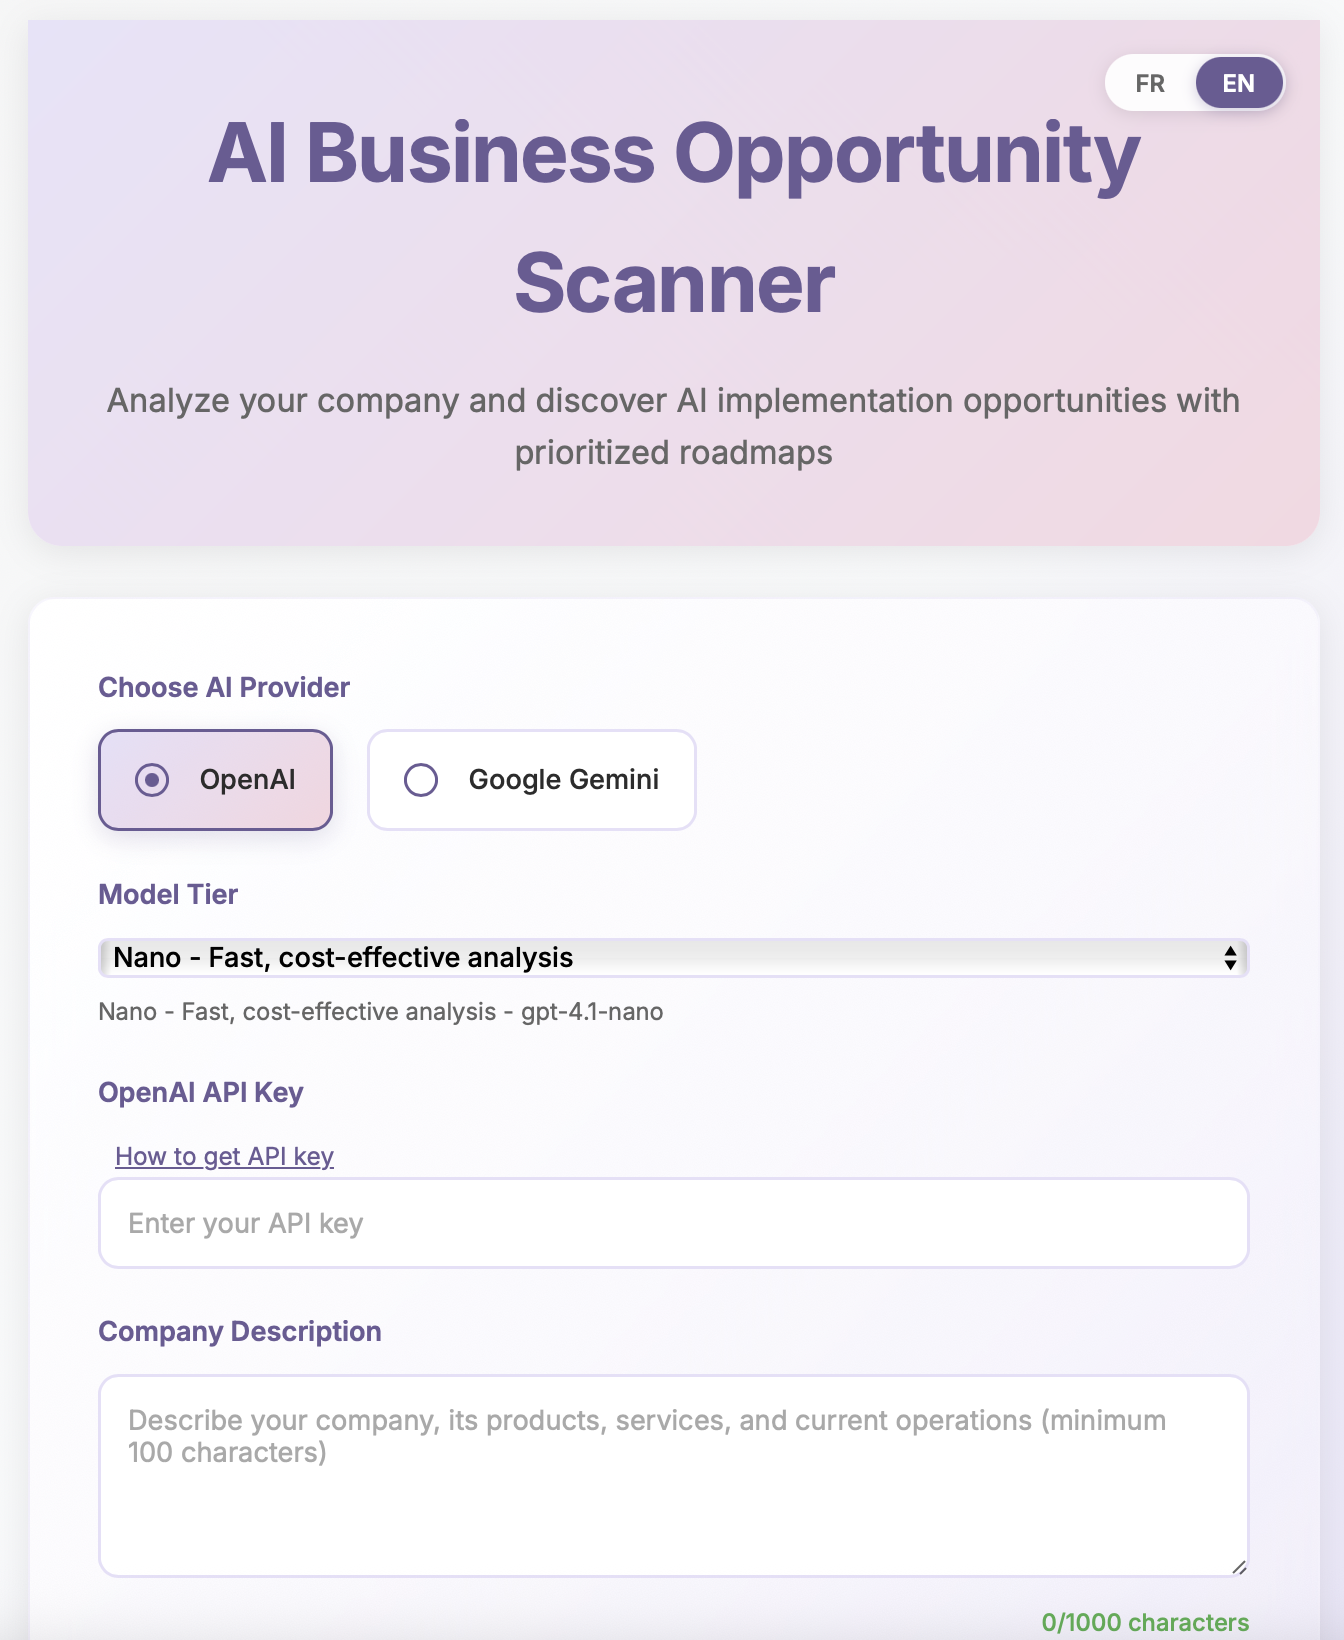 FR
EN
AI Business Opportunity
Scanner
Analyze your company and discover AI implementation opportunities with
prioritized roadmaps
Choose AI Provider
OpenAI
Google Gemini
Model Tier
Nano - Fast, cost-effective analysis
Nano - Fast, cost-effective analysis - gpt-4.1-nano
OpenAI API Key
How to get API key
Enter your API key
Company Description
Describe your company, its products, services, and current operations (minimum
100 characters)
0/1000 characters